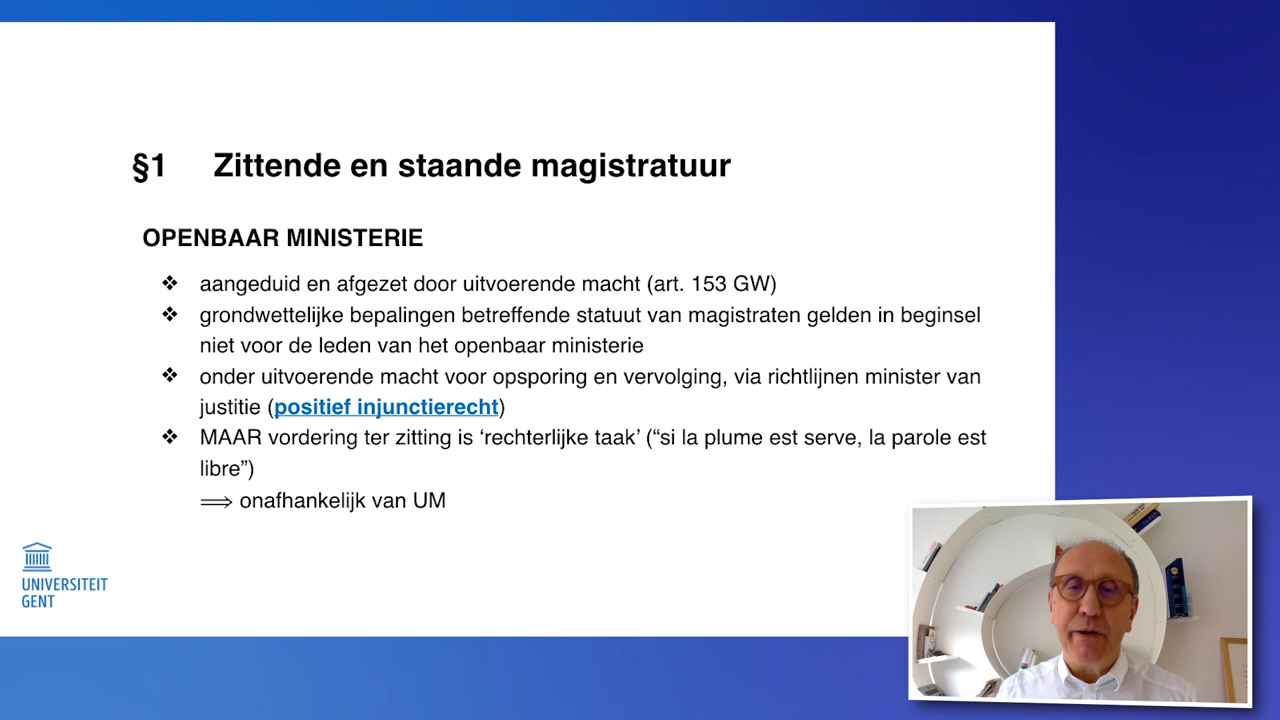 §1 Zittende en staande magistratuur
OPENBAAR MINISTERIE
❖ aangeduid en afgezet door uitvoerende macht (art. 153 GW)
❖ grondwettelijke bepalingen betreffende statuut van magistraten gelden in beginsel
niet voor de leden van het openbaar ministerie
❖ onder uitvoerende macht voor opsporing en vervolging, via richtlijnen minister van
justitie (positief injunctierecht)
❖ MAAR vordering ter zitting is ‘rechterlijke taak’ (“si la plume est serve, la parole est
libre”)
⟹ onafhankelijk van UM
UNIVERSITEIT
GENT